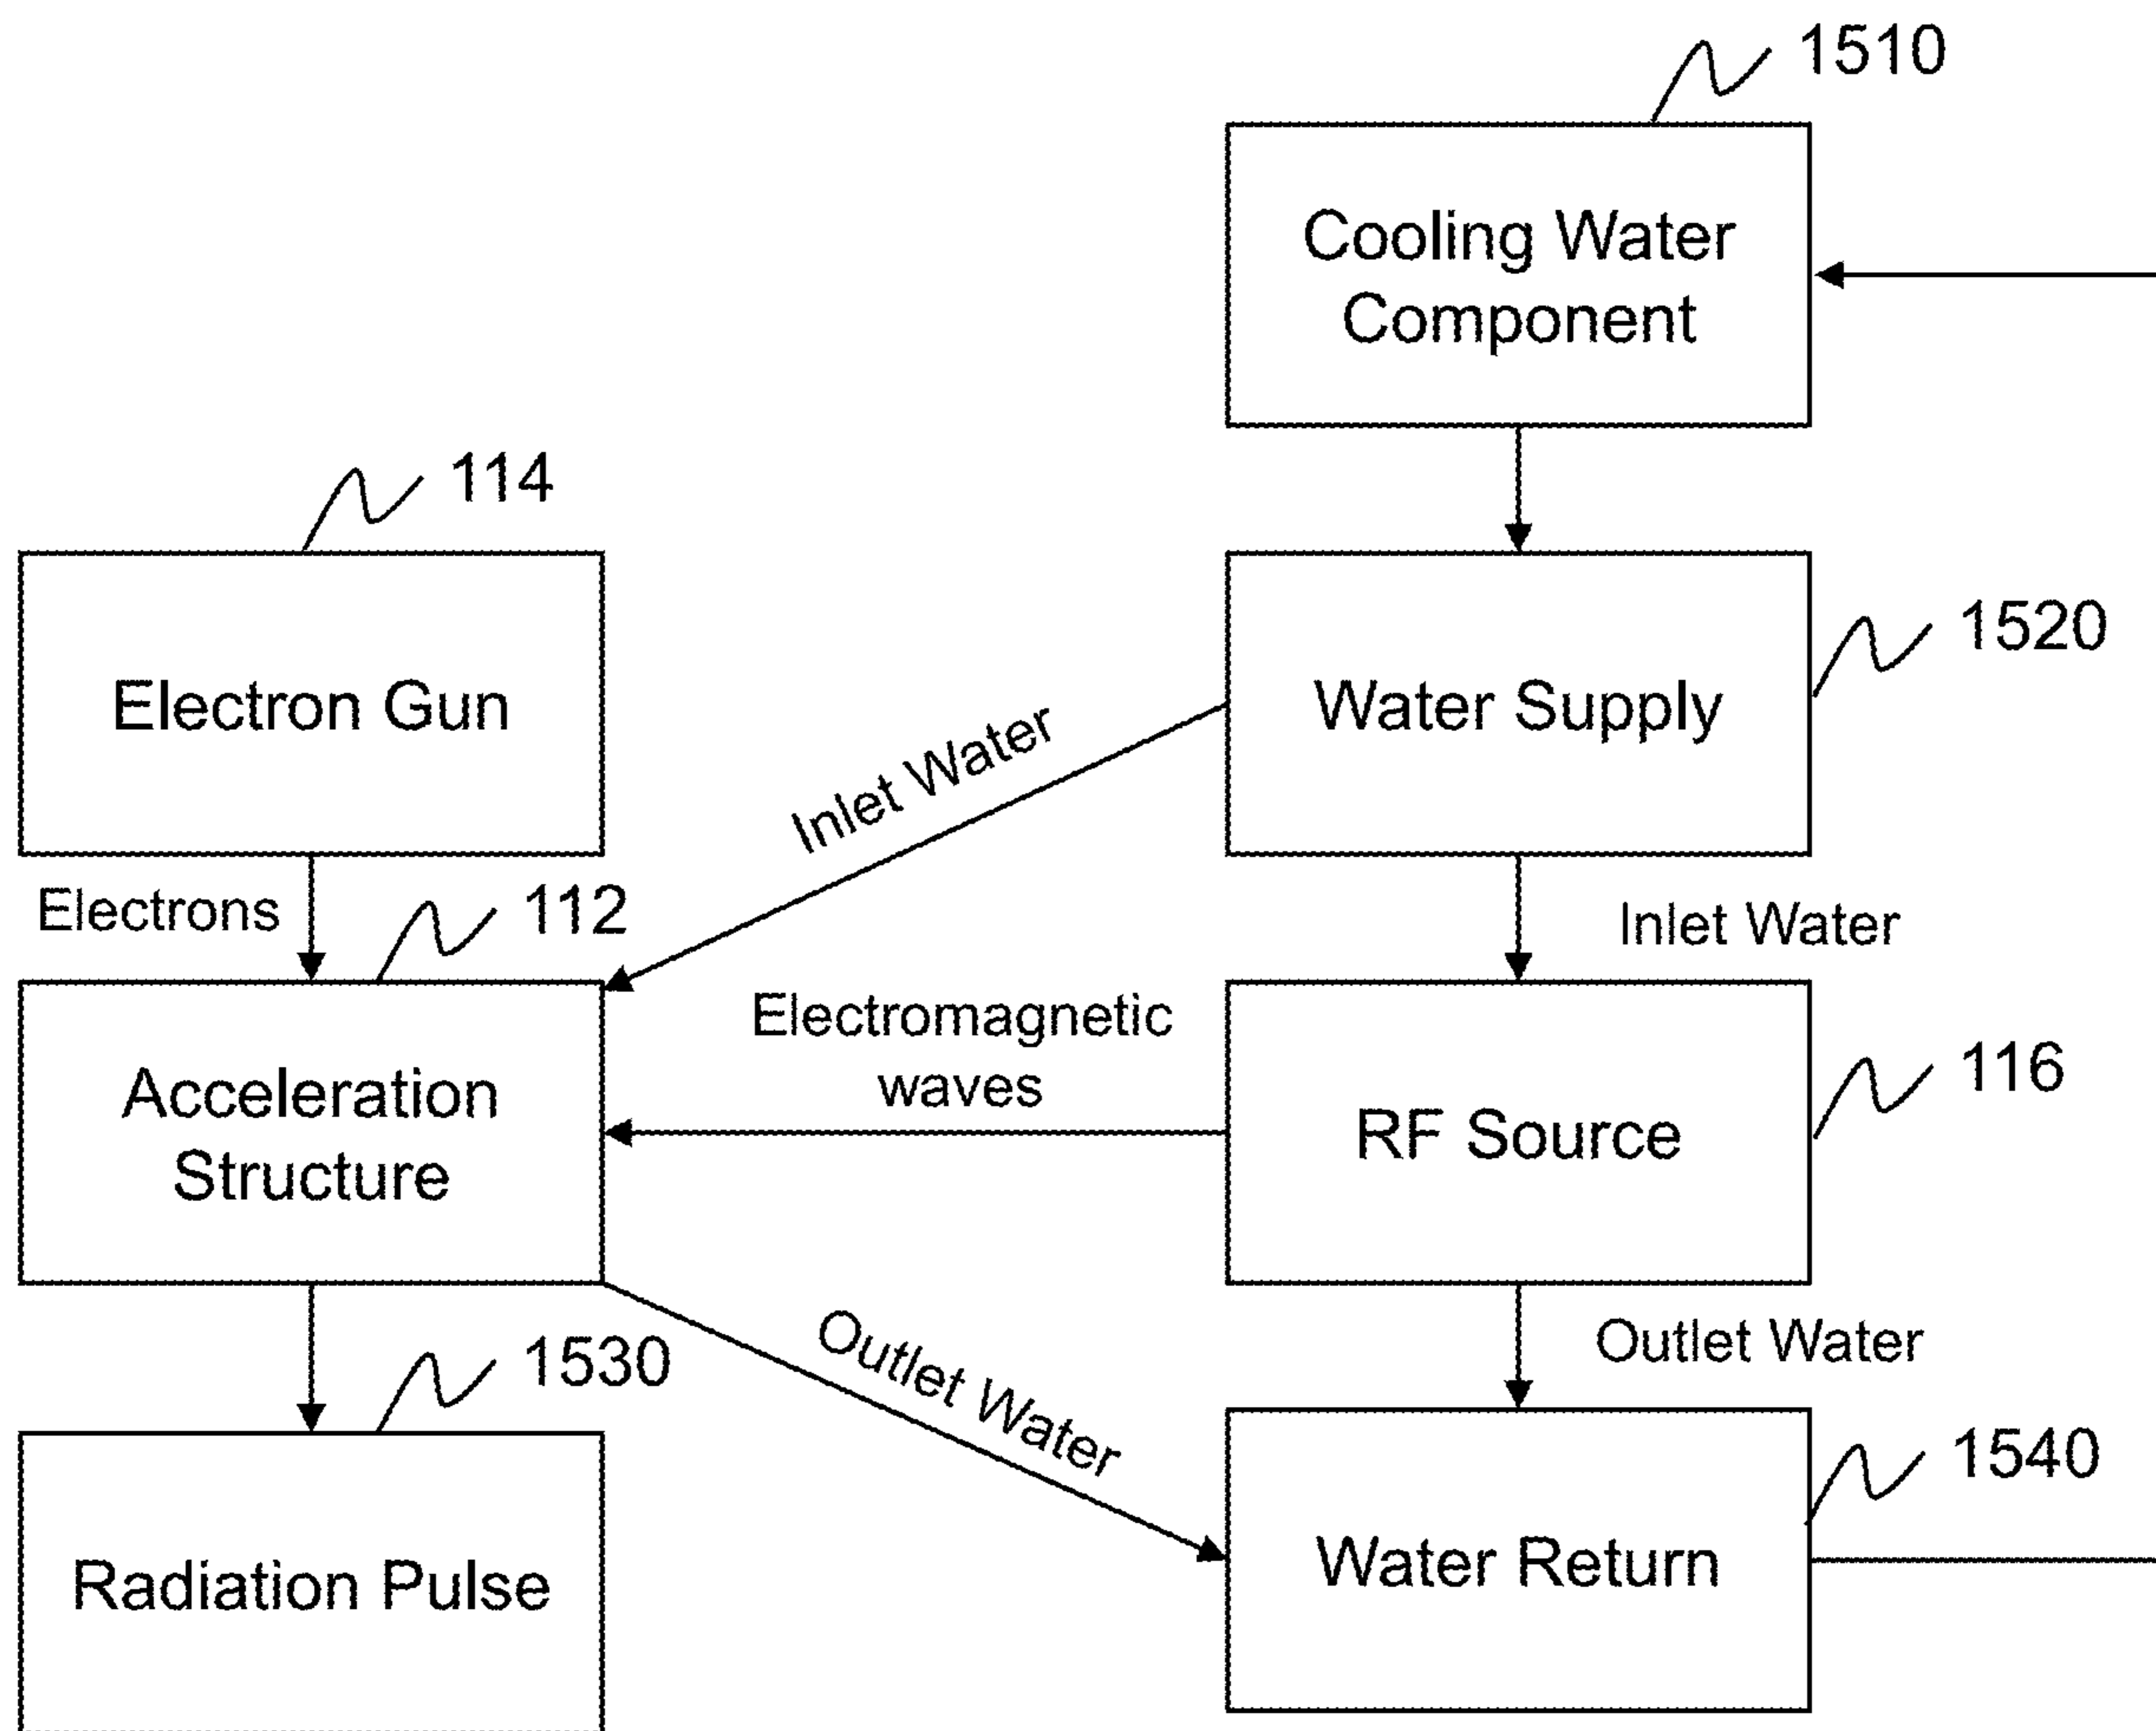 1510
Cooling Water
Component
114
Electron Gun
1520
Water Supply
Inlet Water
Electrons
112
Inlet Water
Electromagnetic
waves
Acceleration
Structure
116
RF Source
Outlet Water
Outlet Water
1530
Radiation Pulse
1540
Water Return